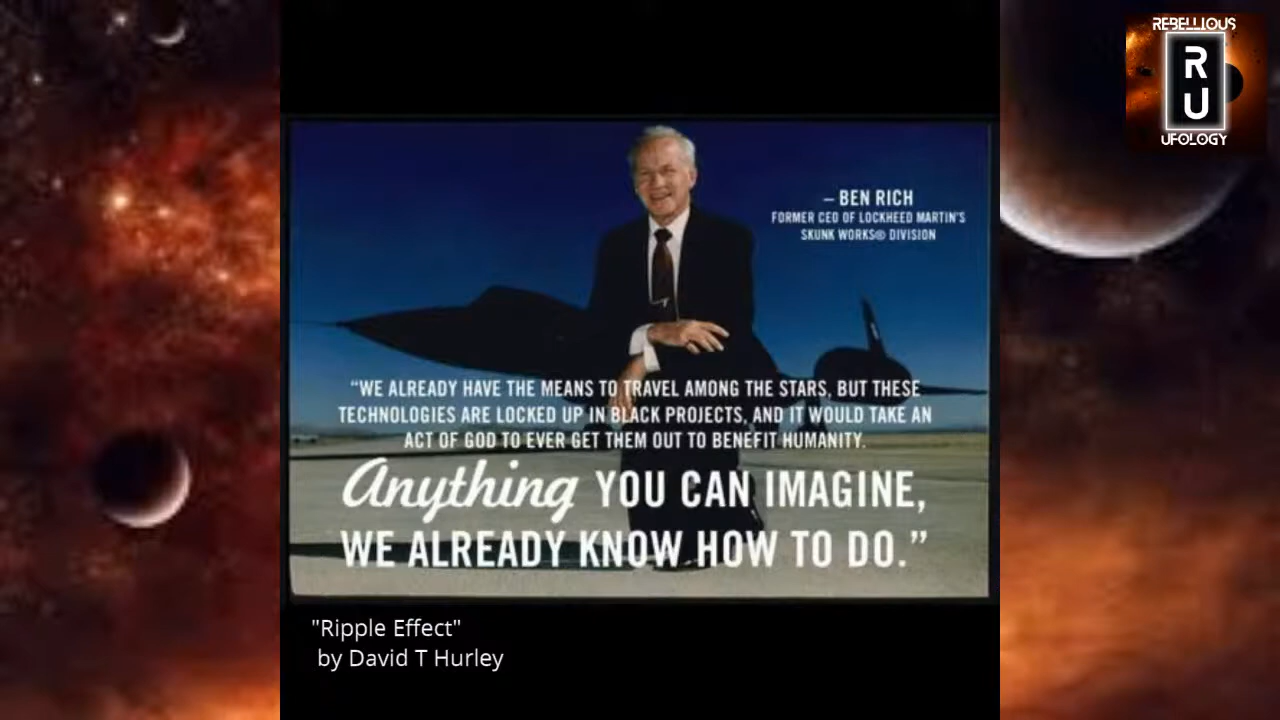 REBELLIOUS
R
U
UFOLOGY
– BEN RICH
FORMER CEO OF LOCKHEED MARTIN'S
SKUNK WORKS® DIVISION
“WE ALREADY HAVE THE MEANS TO TRAVEL AMONG THE STARS, BUT THESE
TECHNOLOGIES ARE LOCKED UP IN BLACK PROJECTS, AND IT WOULD TAKE AN
ACT OF GOD TO EVER GET THEM OUT TO BENEFIT HUMANITY.
Anything YOU CAN IMAGINE,
WE ALREADY KNOW HOW TO DO.”
"Ripple Effect"
by David T Hurley